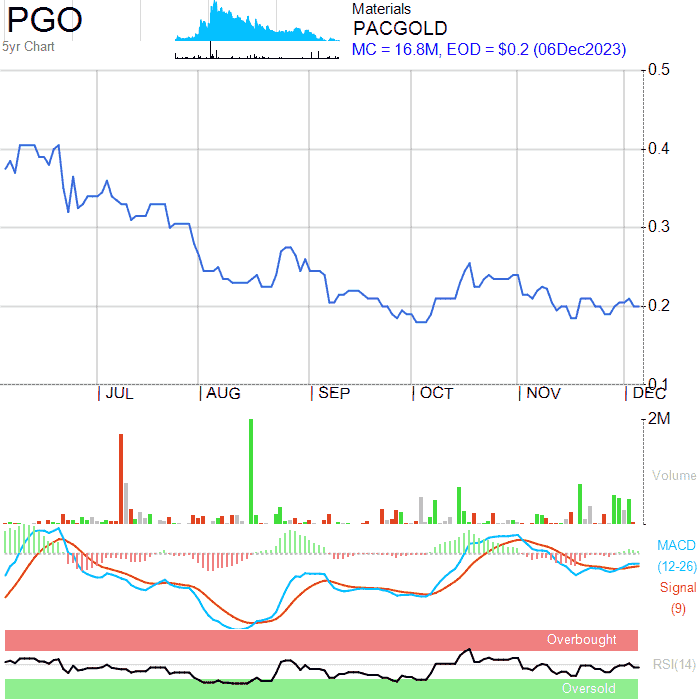 PGO
5yr Chart
Materials
PACGOLD
MC = 16.8M, EOD = $0.2 (06Dec2023)
0.5
0.4
0.3
0.2
0.1
JUL AUG SEP OCT NOV DEC
2M
Volume
MACD
(12-26)
Signal
(9)
Overbought
RSI(14)
Oversold